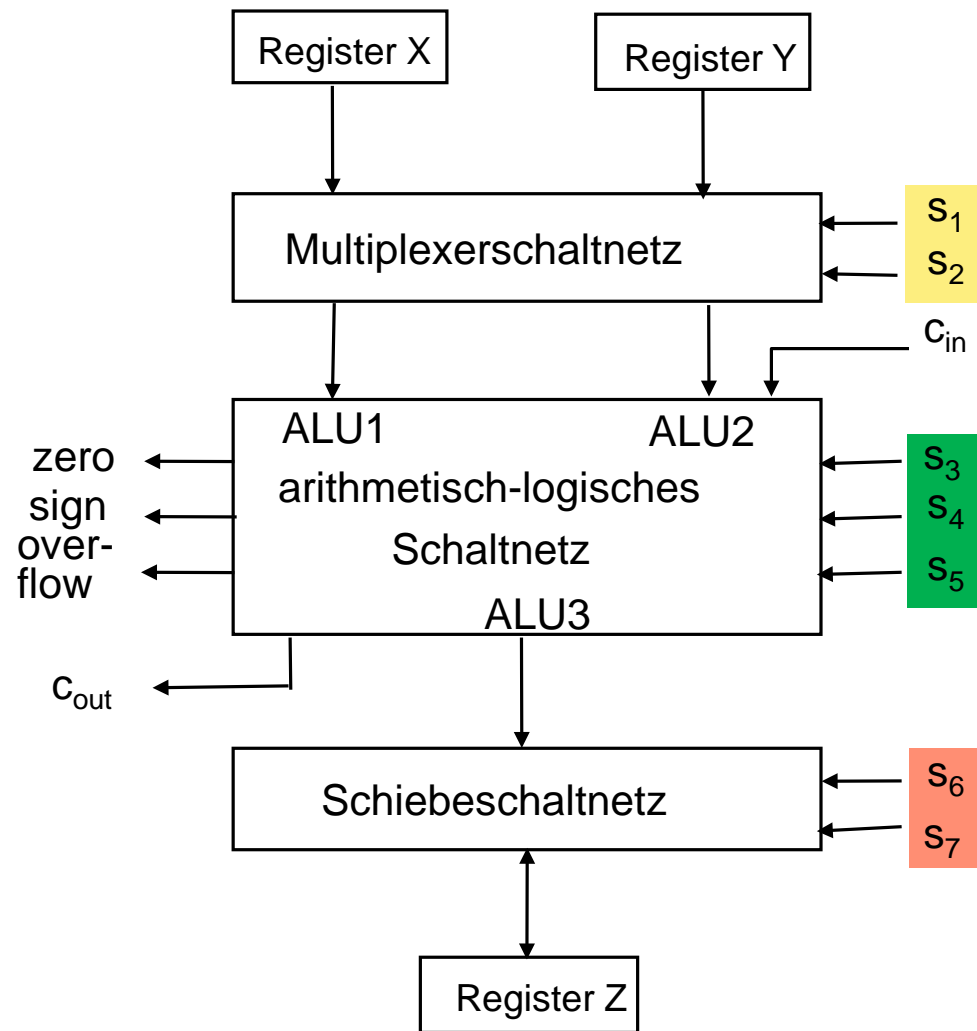 Register X
Register Y
Multiplexerschaltnetz
s₁
s₂
cᵢₙ
ALU1
ALU2
zero
sign
over-
flow
arithmetisch-logisches
Schaltnetz
ALU3
s₃
s₄
s₅
cₒᵤₜ
Schiebeschaltnetz
s₆
s₇
Register Z